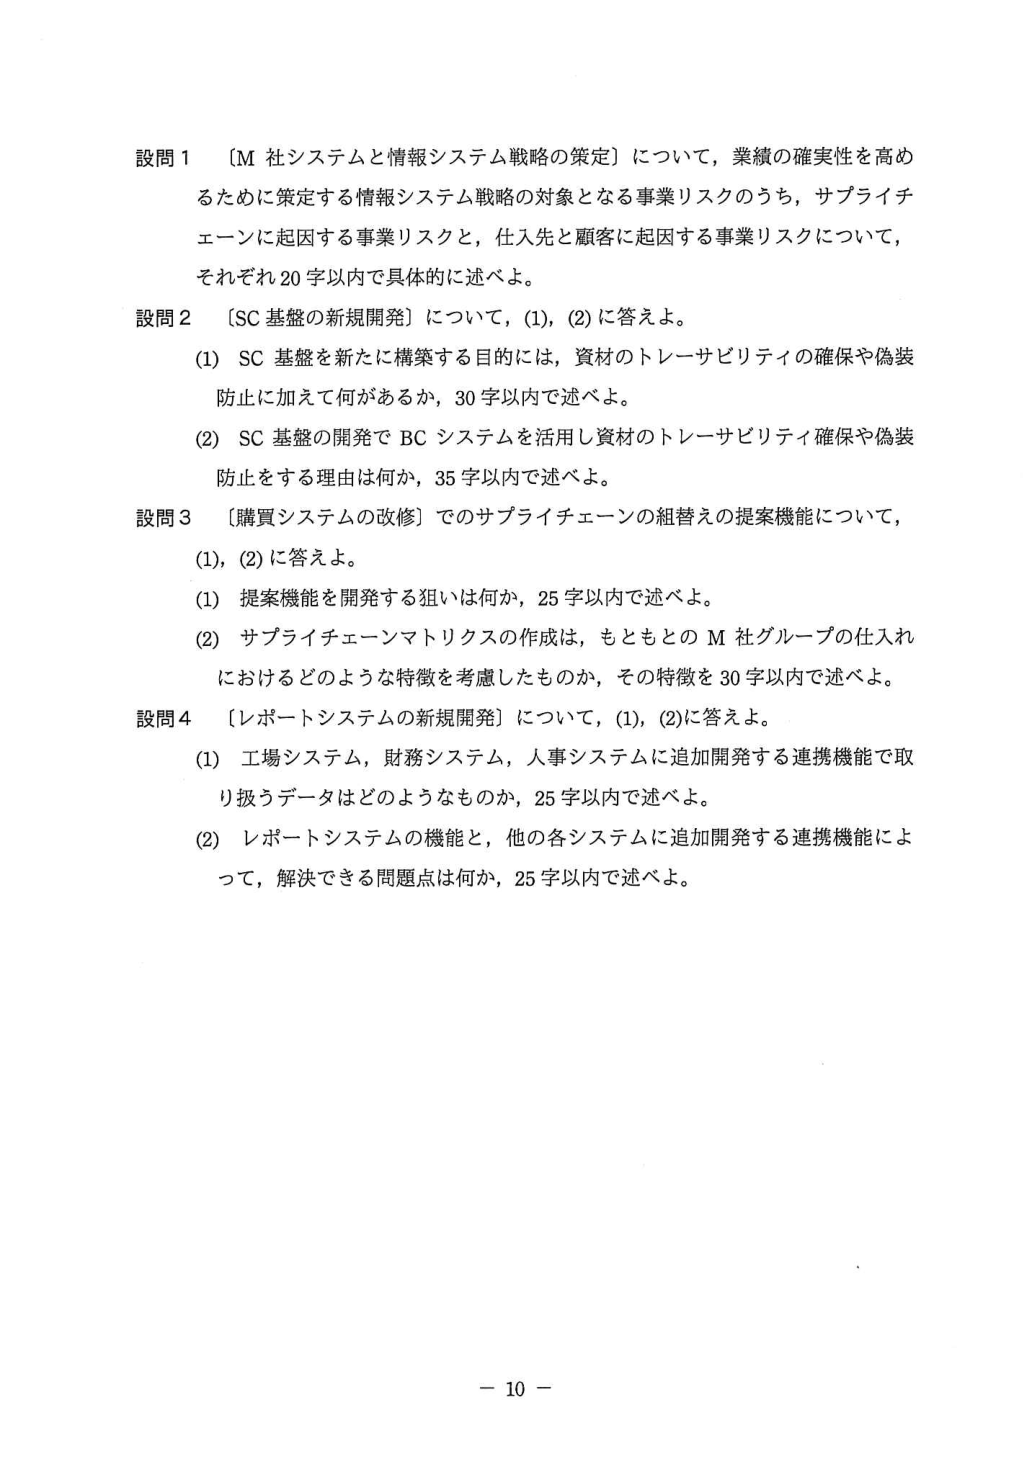 設問1 〔M 社システムと情報システム戦略の策定〕について，業績の確実性を高め
るために策定する情報システム戦略の対象となる事業リスクのうち，サプライチ
ェーンに起因する事業リスクと，仕入先と顧客に起因する事業リスクについて，
それぞれ 20 字以内で具体的に述べよ。
設問2 〔SC 基盤の新規開発〕について，(1)，(2) に答えよ。
(1) SC 基盤を新たに構築する目的には，資材のトレーサビリティの確保や偽装
防止に加えて何があるか，30 字以内で述べよ。
(2) SC 基盤の開発で BC システムを活用し資材のトレーサビリティ確保や偽装
防止をする理由は何か，35 字以内で述べよ。
設問3 〔購買システムの改修〕でのサプライチェーンの組替えの提案機能について，
(1)，(2) に答えよ。
(1) 提案機能を開発する狙いは何か，25 字以内で述べよ。
(2) サプライチェーンマトリクスの作成は，もともとの M 社グループの仕入れ
におけるどのような特徴を考慮したものか，その特徴を 30 字以内で述べよ。
設問4 〔レポートシステムの新規開発〕について，(1)，(2)に答えよ。
(1) 工場システム，財務システム，人事システムに追加開発する連携機能で取
り扱うデータはどのようなものか，25 字以内で述べよ。
(2) レポートシステムの機能と，他の各システムに追加開発する連携機能によ
って，解決できる問題点は何か，25 字以内で述べよ。
－ 10 －